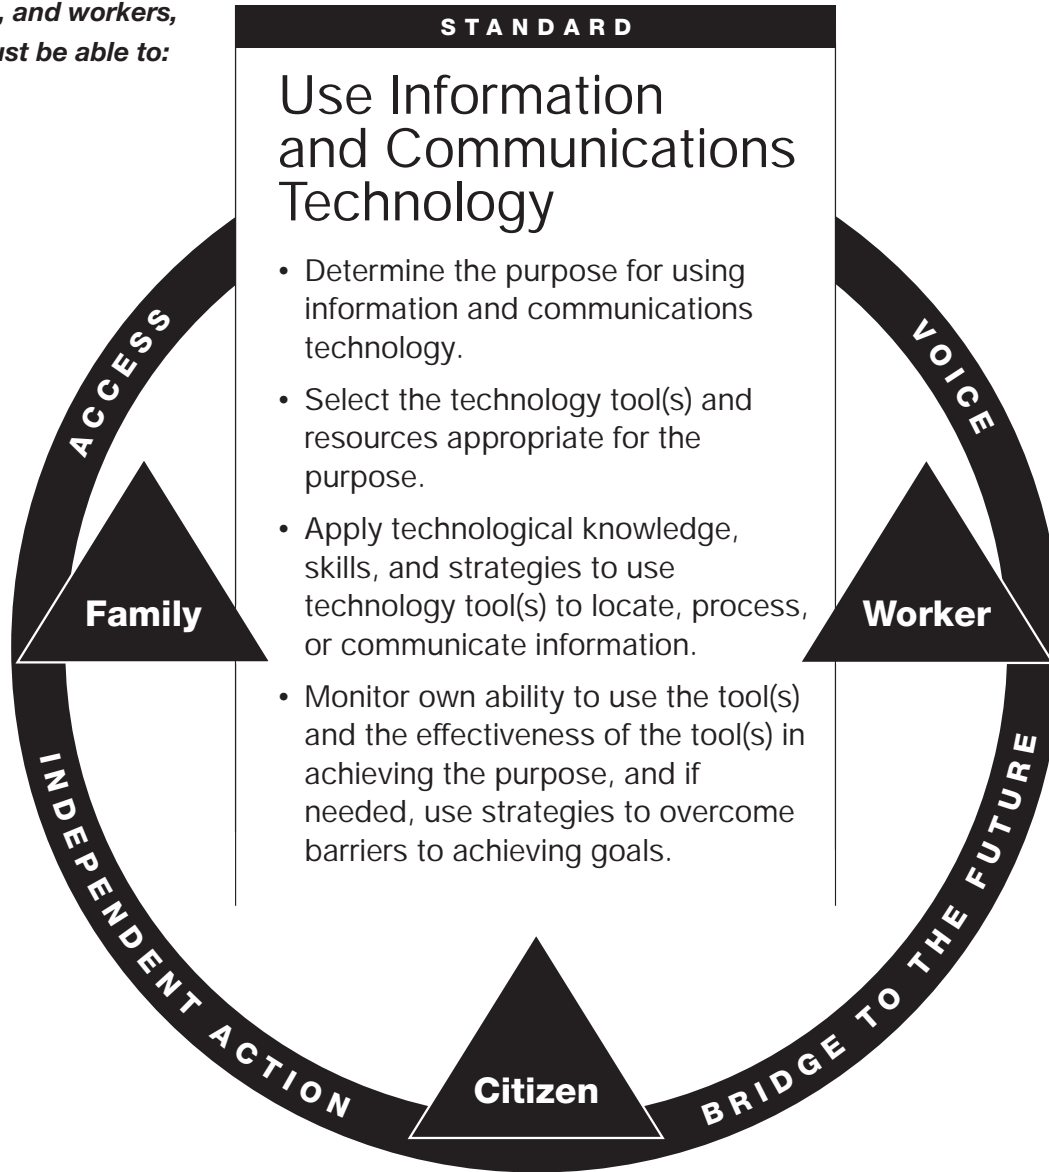 , and workers,
ust be able to:
STANDARD
Use Information
and Communications
Technology
• Determine the purpose for using
information and communications
technology.
• Select the technology tool(s) and
resources appropriate for the
purpose.
• Apply technological knowledge,
skills, and strategies to use
technology tool(s) to locate, process,
or communicate information.
• Monitor own ability to use the tool(s)
and the effectiveness of the tool(s) in
achieving the purpose, and if
needed, use strategies to overcome
barriers to achieving goals.
ACCESS
VOICE
Family
Worker
INDEPENDENT ACTION
BRIDGE TO THE FUTURE
Citizen